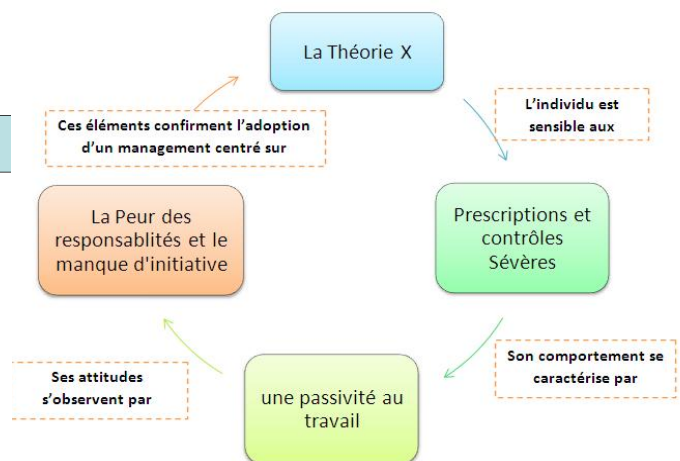 La Théorie X
L'individu est
sensible aux
Prescriptions et
contrôles
Sévères
Son comportement se
caractérise par
une passivité au
travail
Ses attitudes
s'observent par
La Peur des
responsablités et le
manque d'initiative
Ces éléments confirment l'adoption
d'un management centré sur